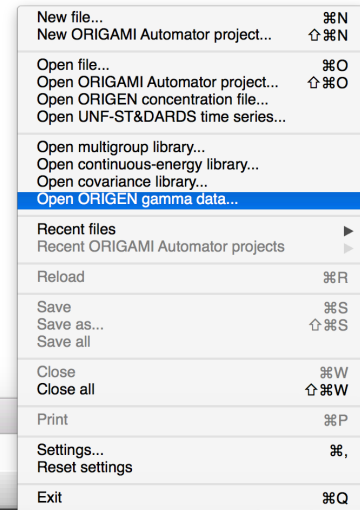 New file... ⌘N
New ORIGAMI Automator project... ⇧⌘N
Open file... ⌘O
Open ORIGAMI Automator project... ⇧⌘O
Open ORIGEN concentration file...
Open UNF-ST&DARDS time series...
Open multigroup library...
Open continuous-energy library...
Open covariance library...
Open ORIGEN gamma data...
Recent files ▶
Recent ORIGAMI Automator projects ▶
Reload ⌘R
Save ⌘S
Save as... ⇧⌘S
Save all
Close ⌘W
Close all ⇧⌘W
Print ⌘P
Settings... ⌘,
Reset settings
Exit ⌘Q